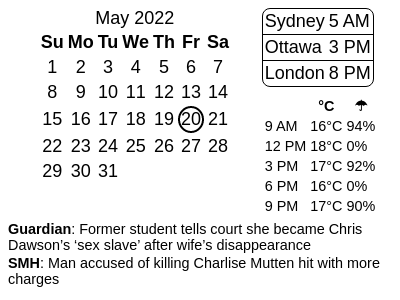 May 2022
Su Mo Tu We Th Fr Sa
1 2 3 4 5 6 7
8 9 10 11 12 13 14
15 16 17 18 19 20 21
22 23 24 25 26 27 28
29 30 31
Sydney 5 AM
Ottawa 3 PM
London 8 PM
°C ☂
9 AM 16°C 94%
12 PM 18°C 0%
3 PM 17°C 92%
6 PM 16°C 0%
9 PM 17°C 90%
Guardian: Former student tells court she became Chris
Dawson’s ‘sex slave’ after wife’s disappearance
SMH: Man accused of killing Charlise Mutten hit with more
charges